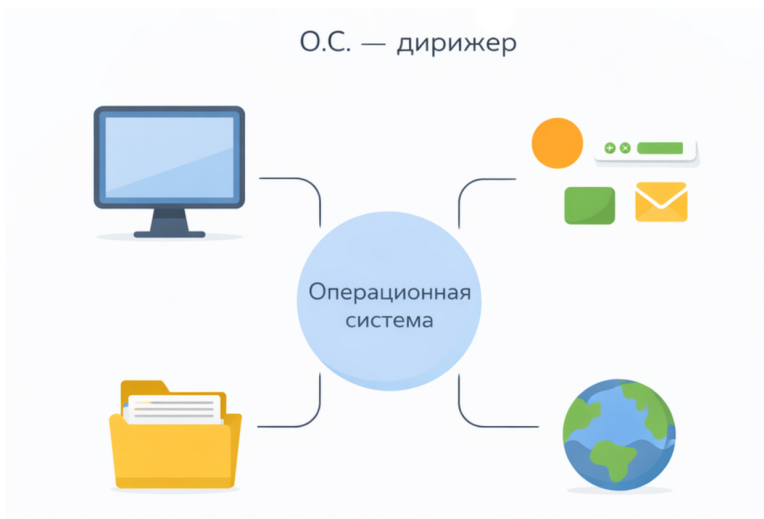 О.С. — дирижер
Операционная
система